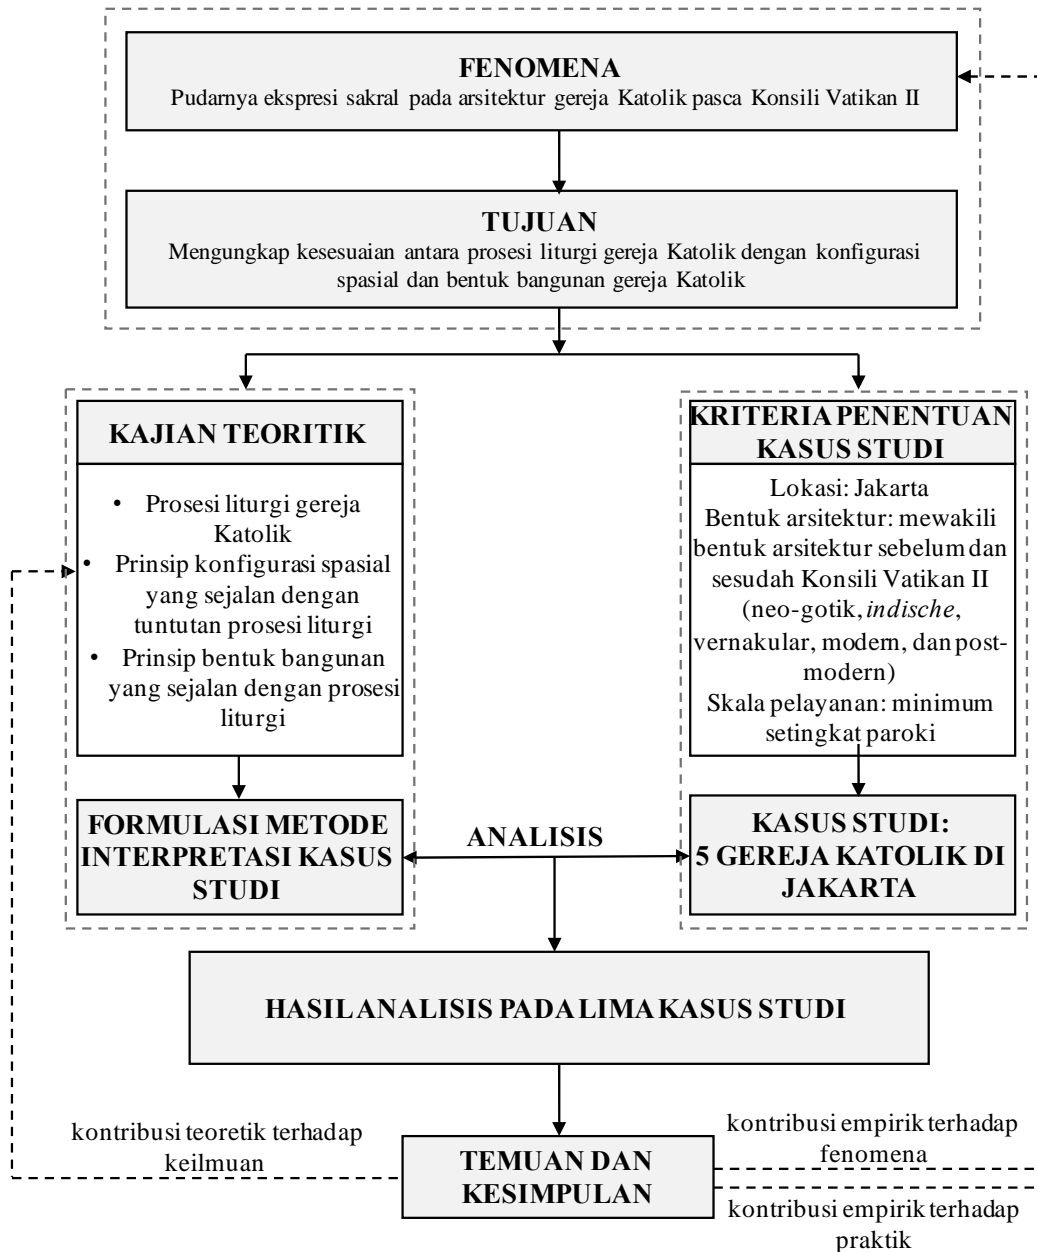 FENOMENA
Pudarnya ekspresi sakral pada arsitektur gereja Katolik pasca Konsili Vatikan II
TUJUAN
Mengungkap kesesuaian antara prosesi liturgi gereja Katolik dengan konfigurasi
spasial dan bentuk bangunan gereja Katolik
KAJIAN TEORITIK
• Prosesi liturgi gereja
Katolik
• Prinsip konfigurasi spasial
yang sejalan dengan
tuntutan prosesi liturgi
• Prinsip bentuk bangunan
yang sejalan dengan prosesi
liturgi
KRITERIA PENENTUAN
KASUS STUDI
Lokasi: Jakarta
Bentuk arsitektur: mewakili
bentuk arsitektur sebelum dan
sesudah Konsili Vatikan II
(neo-gotik, indische,
vernakular, modern, dan post-
modern)
Skala pelayanan: minimum
setingkat paroki
FORMULASI METODE
INTERPRETASI KASUS
STUDI
ANALISIS
KASUS STUDI:
5 GEREJA KATOLIK DI
JAKARTA
HASIL ANALISIS PADA LIMA KASUS STUDI
kontribusi teoretik terhadap
keilmuan
TEMUAN DAN
KESIMPULAN
kontribusi empirik terhadap
fenomena
kontribusi empirik terhadap
praktik